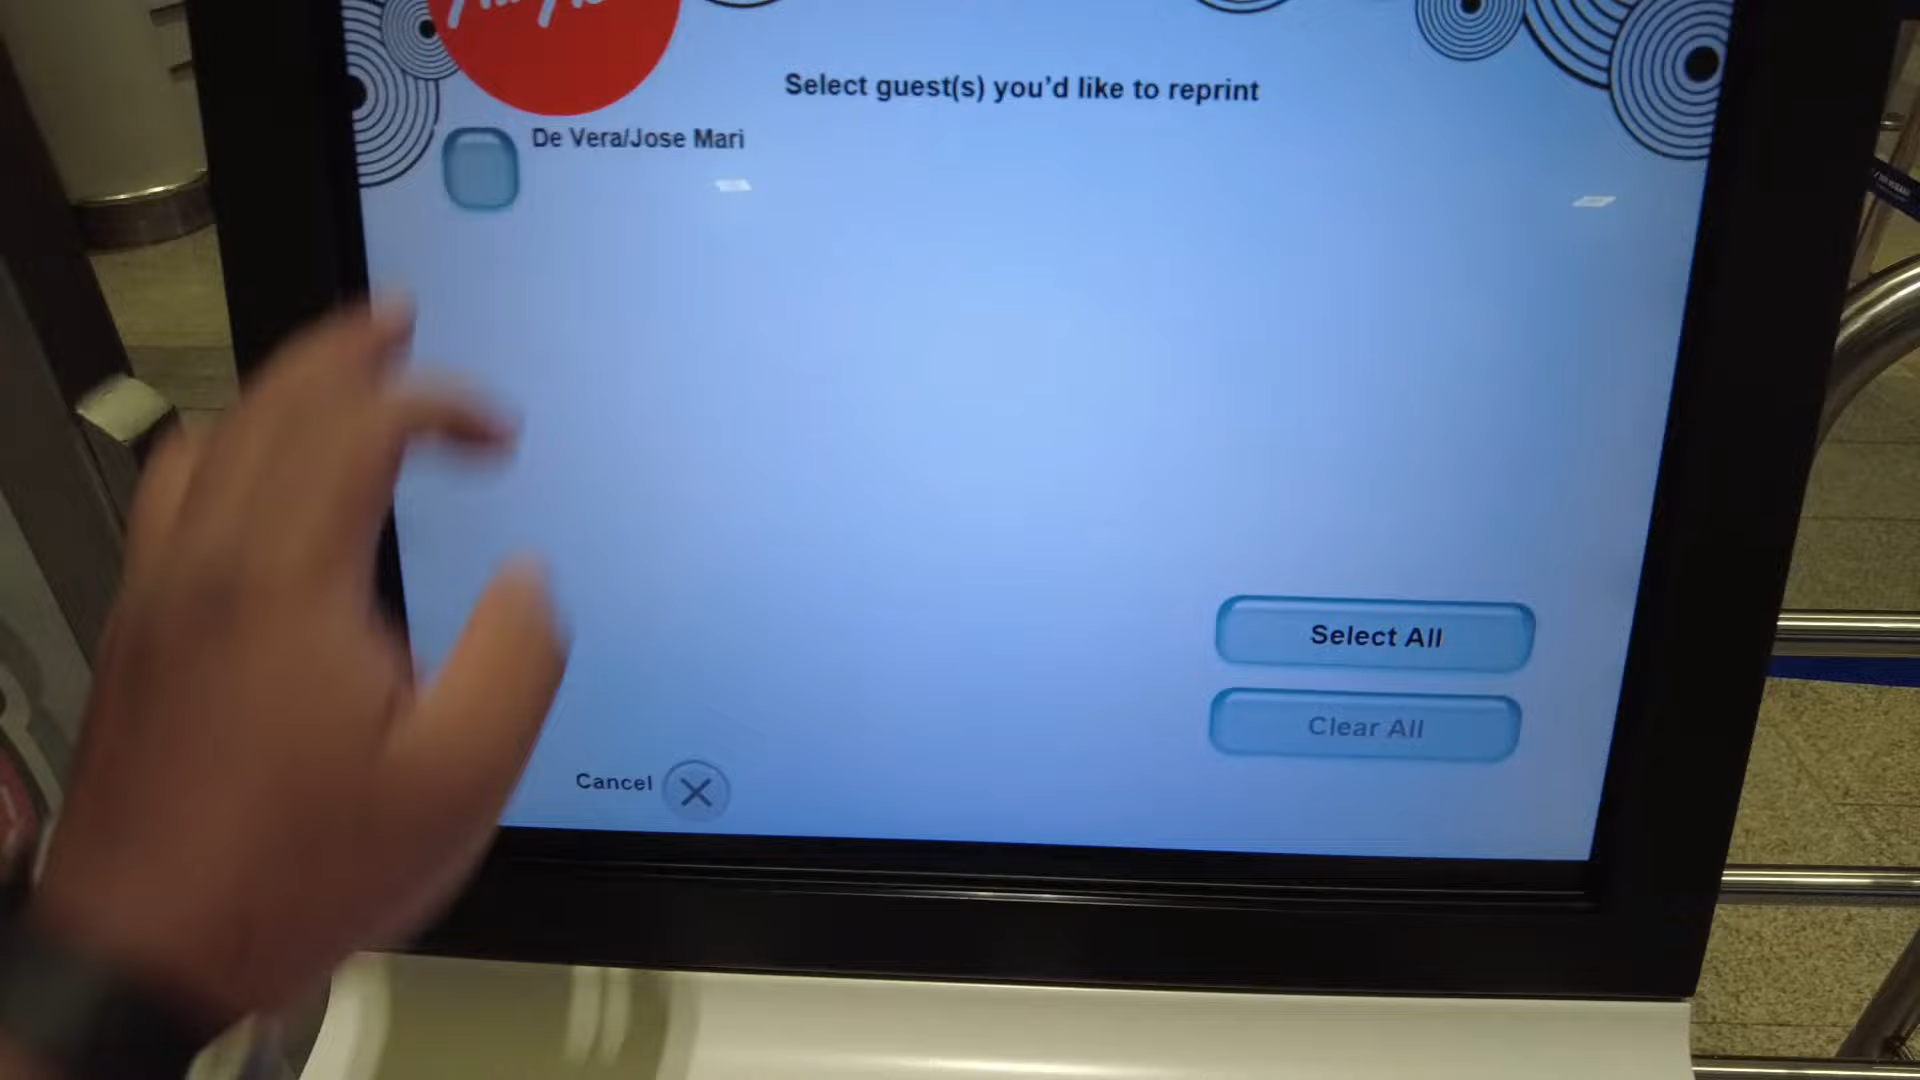 Select guest(s) you'd like to reprint
De Vera/Jose Mari
Select All
Clear All
Cancel